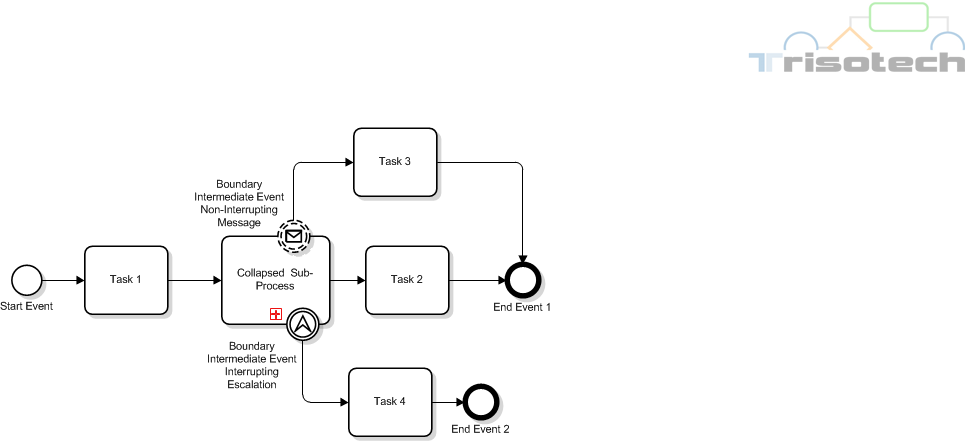 Trisotech
Task 3
Boundary
Intermediate Event
Non-Interrupting
Message
Task 1
Collapsed Sub-
Process
Task 2
Start Event
End Event 1
Boundary
Intermediate Event
Interrupting
Escalation
Task 4
End Event 2